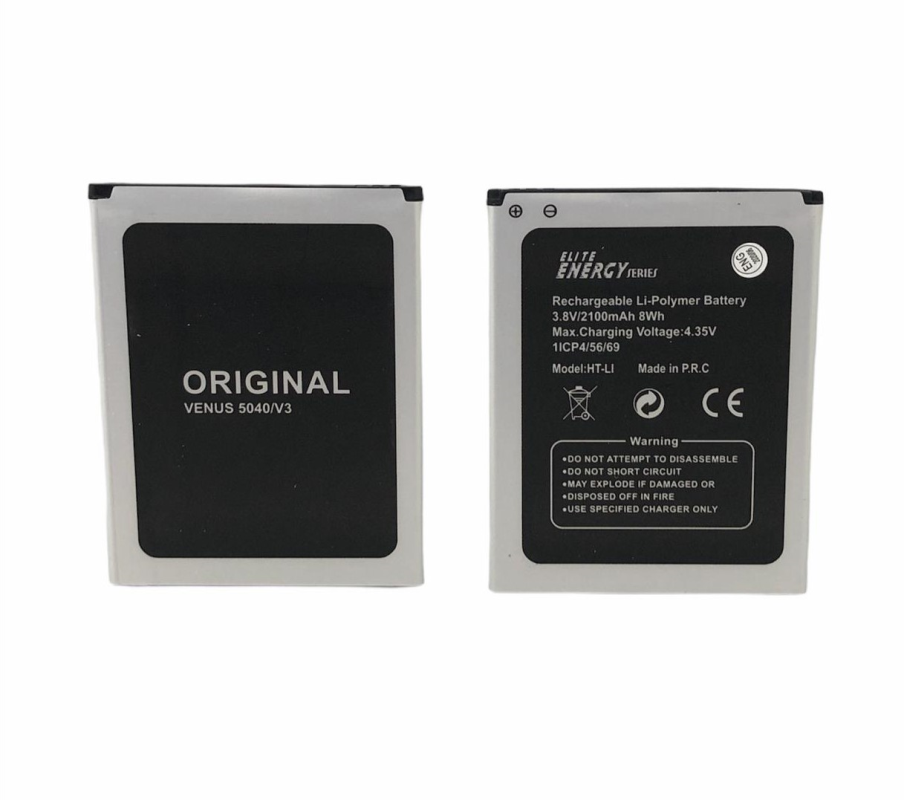 ORIGINAL
VENUS 5040/V3
⊕ ⊖
ELITE
ENERGY SERIES
ENG
Rechargeable Li-Polymer Battery
3.8V/2100mAh 8Wh
Max.Charging Voltage:4.35V
1ICP4/56/69
Model:HT-LI Made in P.R.C
CE
Warning
•DO NOT ATTEMPT TO DISASSEMBLE
•DO NOT SHORT CIRCUIT
•MAY EXPLODE IF DAMAGED OR
•DISPOSED OFF IN FIRE
•USE SPECIFIED CHARGER ONLY